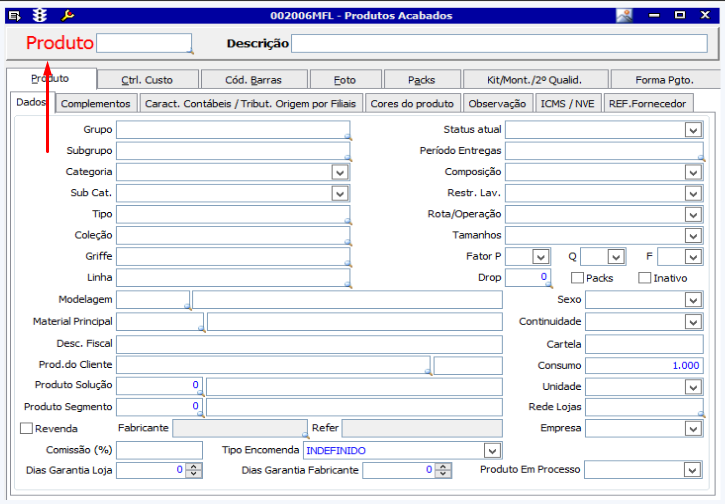 002006MFL - Produtos Acabados
Produto Descrição
Produto Ctrl. Custo Cód. Barras Foto Packs Kit/Mont./2º Qualid. Forma Pgto.
Dados Complementos Caract. Contábeis / Tribut. Origem por Filiais Cores do produto Observação ICMS / NVE REF.Fornecedor
Grupo Status atual
Subgrupo Período Entregas
Categoria Composição
Sub Cat. Restr. Lav.
Tipo Rota/Operação
Coleção Tamanhos
Griffe Fator P Q F
Linha Drop 0 Packs Inativo
Modelagem Sexo
Material Principal Continuidade
Desc. Fiscal Cartela
Prod.do Cliente Consumo 1.000
Produto Solução 0 Unidade
Produto Segmento 0 Rede Lojas
Revenda Fabricante Refer Empresa
Comissão (%) Tipo Encomenda INDEFINIDO
Dias Garantia Loja 0 Dias Garantia Fabricante 0 Produto Em Processo